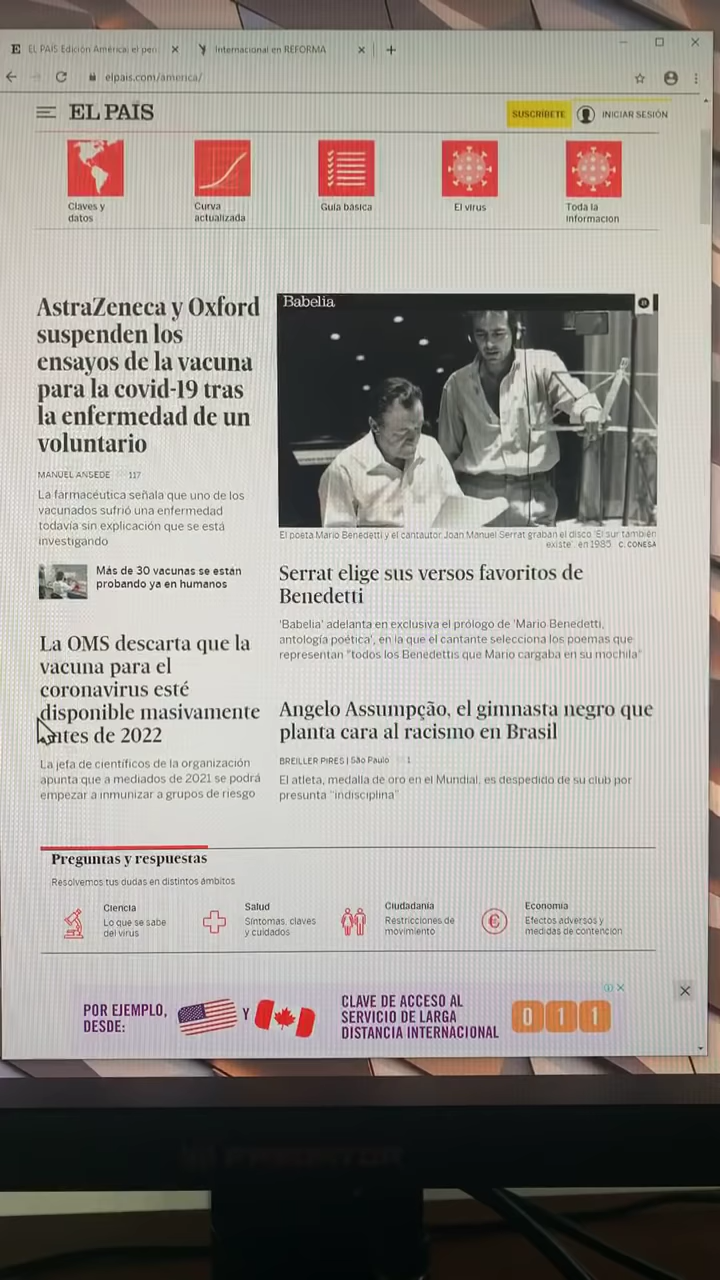 E EL PAÍS Edición América: el peri
Internacional en REFORMA
elpais.com/america/
EL PAÍS
SUSCRÍBETE
INICIAR SESIÓN
Claves y
datos
Curva
actualizada
Guía básica
El virus
Toda la
información
AstraZeneca y Oxford
suspenden los
ensayos de la vacuna
para la covid-19 tras
la enfermedad de un
voluntario
MANUEL ANSEDE 117
La farmacéutica señala que uno de los
vacunados sufrió una enfermedad
todavía sin explicación que se está
investigando
Más de 30 vacunas se están
probando ya en humanos
La OMS descarta que la
vacuna para el
coronavirus esté
disponible masivamente
antes de 2022
La jefa de científicos de la organización
apunta que a mediados de 2021 se podrá
empezar a inmunizar a grupos de riesgo
Babelia
El poeta Mario Benedetti y el cantautor Joan Manuel Serrat graban el disco 'El sur también
existe' en 1985 C. CONESA
Serrat elige sus versos favoritos de
Benedetti
'Babelia' adelanta en exclusiva el prólogo de 'Mario Benedetti,
antología poética', en la que el cantante selecciona los poemas que
representan "todos los Benedettis que Mario cargaba en su mochila"
Angelo Assumpção, el gimnasta negro que
planta cara al racismo en Brasil
BREILLER PIRES | São Paulo 1
El atleta, medalla de oro en el Mundial, es despedido de su club por
presunta "indisciplina"
Preguntas y respuestas
Resolvemos tus dudas en distintos ámbitos
Ciencia
Lo que se sabe
del virus
Salud
Síntomas, claves
y cuidados
Ciudadanía
Restricciones de
movimiento
Economía
Efectos adversos y
medidas de contención
POR EJEMPLO,
DESDE:
Y
CLAVE DE ACCESO AL
SERVICIO DE LARGA
DISTANCIA INTERNACIONAL
0 1 1